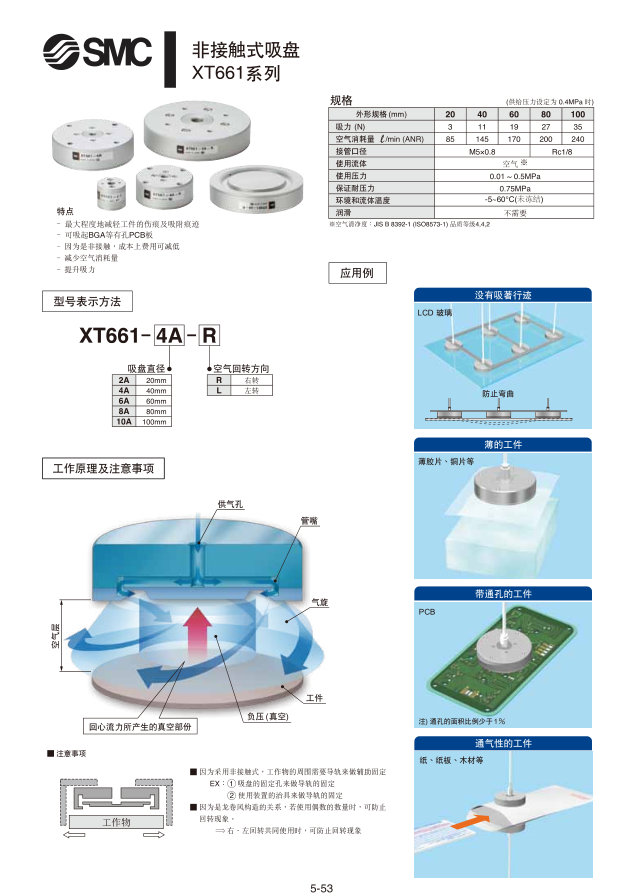 SMC
非接触式吸盘
XT661系列
特点
- 最大程度地减轻工件的伤痕及吸附痕迹
- 可吸起BGA等有孔PCB板
- 因为是非接触，成本上费用可减低
- 减少空气消耗量
- 提升吸力
规格 (供给压力设定为 0.4MPa 时)
外形规格 (mm) 20 40 60 80 100
吸力 (N) 3 11 19 27 35
空气消耗量 ℓ/min (ANR) 85 145 170 200 240
接管口径 M5×0.8 Rc1/8
使用流体 空气 ※
使用压力 0.01 ~ 0.5MPa
保证耐压力 0.75MPa
环境和流体温度 -5~60°C(未冻结)
润滑 不需要
※空气清净度：JIS B 8392-1 (ISO8573-1) 品质等级4,4,2
型号表示方法
XT661-4A-R
吸盘直径
2A 20mm
4A 40mm
6A 60mm
8A 80mm
10A 100mm
空气回转方向
R 右转
L 左转
应用例
没有吸著行迹
LCD 玻璃
防止弯曲
薄的工件
薄胶片、铜片等
带通孔的工件
PCB
注) 通孔的面积比例少于1%
通气性的工件
纸、纸板、木材等
工作原理及注意事项
供气孔
管嘴
气旋
空气层
工件
负压 (真空)
回心流力所产生的真空部份
■ 注意事项
工作物
■ 因为采用非接触式，工作物的周围需要导轨来做辅助固定
EX：① 吸盘的固定孔来做导轨的固定
② 使用装置的治具来做导轨的固定
■ 因为是龙卷风构造的关系，若使用偶数的数量时，可防止
回转现象。
⇒ 右、左回转共同使用时，可防止回转现象
5-53